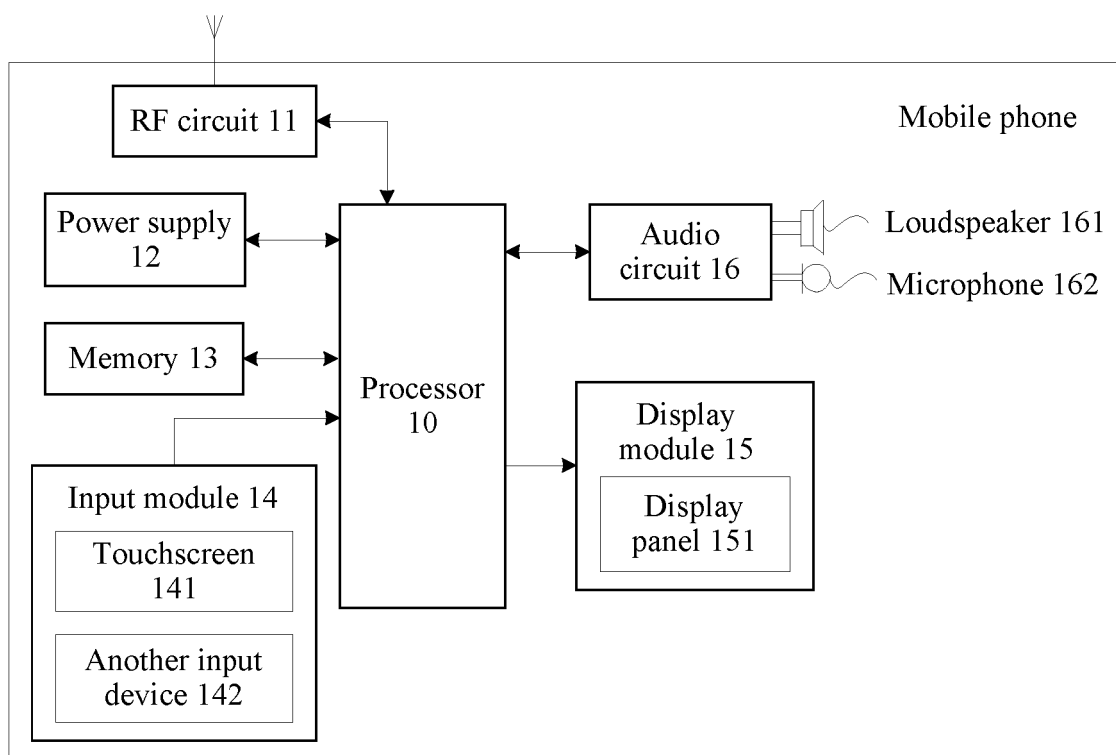 RF circuit 11
Mobile phone
Power supply
12
Audio
circuit 16
Loudspeaker 161
Microphone 162
Memory 13
Processor
10
Display
module 15
Display
panel 151
Input module 14
Touchscreen
141
Another input
device 142